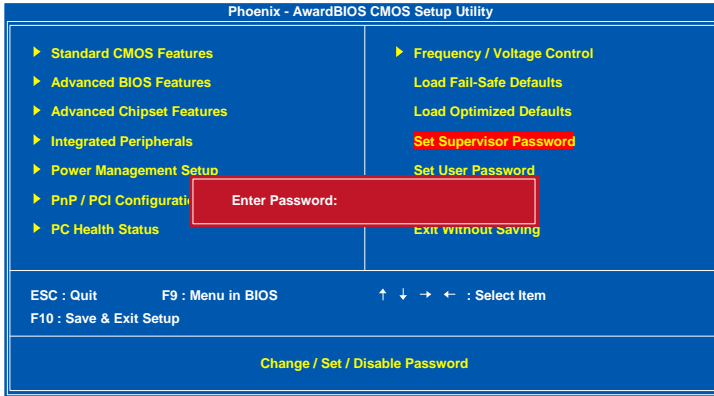 Phoenix - AwardBIOS CMOS Setup Utility
Standard CMOS Features
Advanced BIOS Features
Advanced Chipset Features
Integrated Peripherals
Power Management Setup
PnP / PCI Configurati
PC Health Status
Frequency / Voltage Control
Load Fail-Safe Defaults
Load Optimized Defaults
Set Supervisor Password
Set User Password
Exit Without Saving
Enter Password:
ESC : Quit F9 : Menu in BIOS ↑ ↓ → ← : Select Item
F10 : Save & Exit Setup
Change / Set / Disable Password